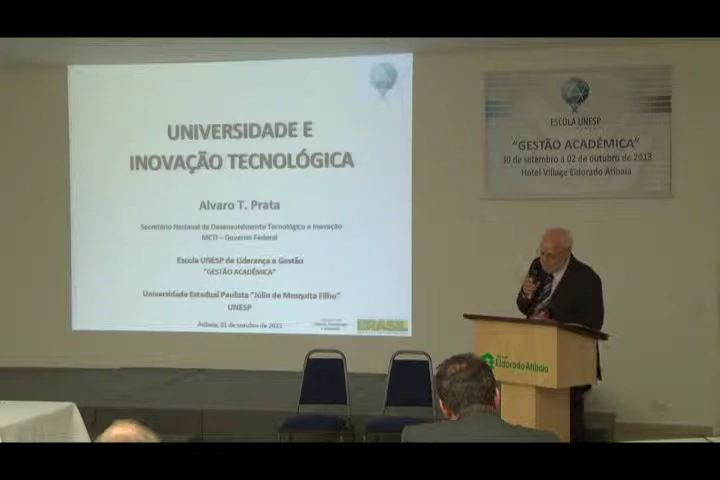 UNIVERSIDADE E
INOVAÇÃO TECNOLÓGICA
Alvaro T. Prata
Secretário Nacional de Desenvolvimento Tecnológico e Inovação
MCTI – Governo Federal
Escola UNESP de Liderança e Gestão
"GESTÃO ACADÊMICA"
Universidade Estadual Paulista "Júlio de Mesquita Filho"
UNESP
Atibaia, 01 de outubro de 2013
BRASIL
ESCOLA UNESP
"GESTÃO ACADÊMICA"
30 de setembro a 02 de outubro de 2013
Hotel Village Eldorado Atibaia
Eldorado Atibaia